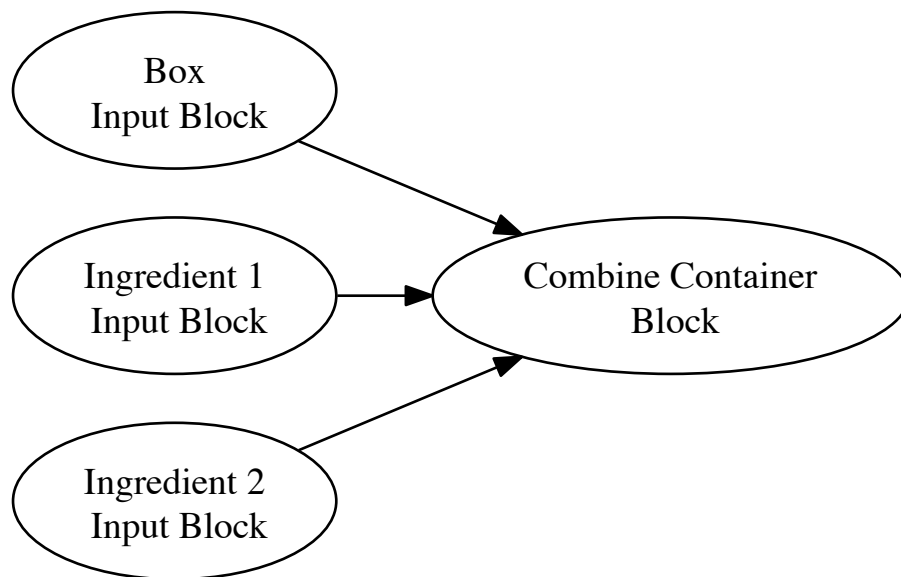 Box
Input Block
Ingredient 1
Input Block
Combine Container
Block
Ingredient 2
Input Block